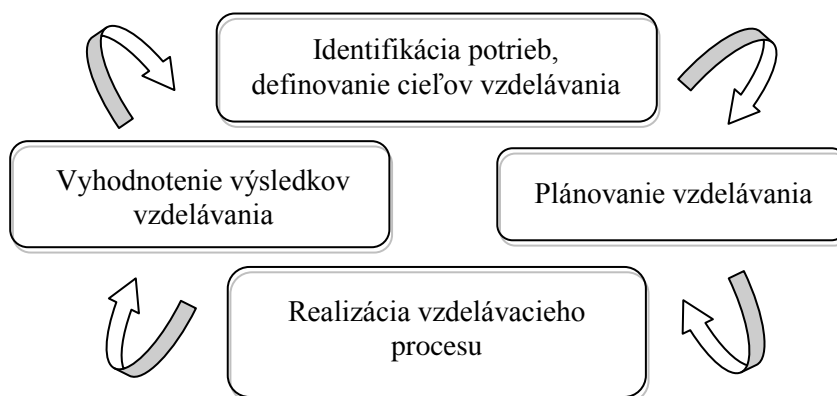 Identifikácia potrieb,
definovanie cieľov vzdelávania
Vyhodnotenie výsledkov
vzdelávania
Plánovanie vzdelávania
Realizácia vzdelávacieho
procesu